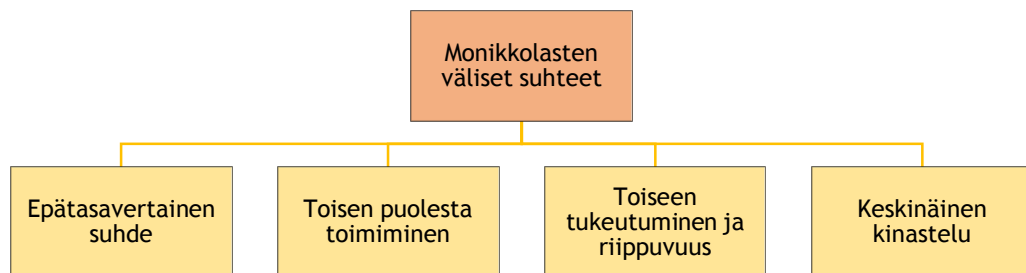 Monikkolasten
väliset suhteet
Epätasavertainen
suhde
Toisen puolesta
toimiminen
Toiseen
tukeutuminen ja
riippuvuus
Keskinäinen
kinastelu